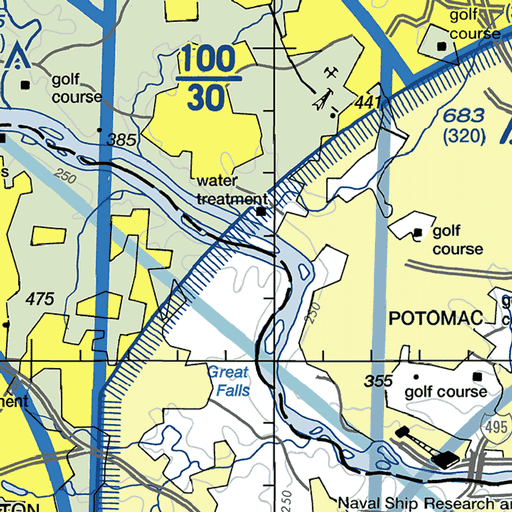 golf
course
golf
course
100
30
441
683
(320)
385
250
water
treatment
golf
course
475
250
POTOMAC
Great
Falls
355
golf course
495
250
Naval Ship Research